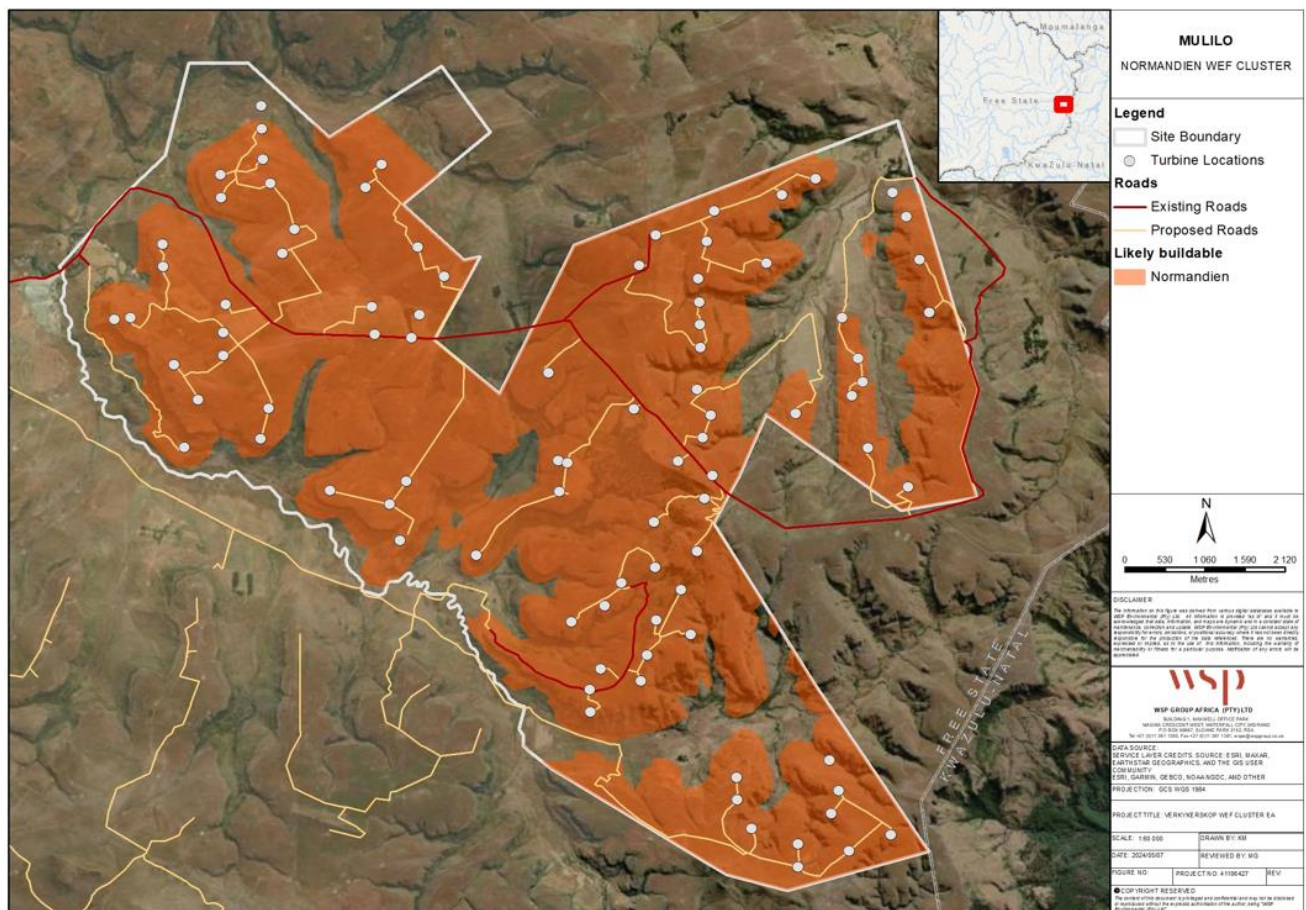 Mpumalanga
Free State
KwaZulu-Natal
FREE STATE
KWAZULU-NATAL
MULILO
NORMANDIEN WEF CLUSTER
Legend
Site Boundary
Turbine Locations
Roads
Existing Roads
Proposed Roads
Likely buildable
Normandien
N
0 530 1 060 1 590 2 120
Metres
DISCLAIMER
wsp
WSP GROUP AFRICA (PTY) LTD
DATA SOURCE:
SERVICE LAYER CREDITS: SOURCE: ESRI, MAXAR,
EARTHSTAR GEOGRAPHICS, AND THE GIS USER
COMMUNITY
ESRI, GARMIN, GEBCO, NOAA NGDC, AND OTHER
PROJECTION: GCS WGS 1984
PROJECT TITLE: VERKYKERSKOP WEF CLUSTER EA
SCALE: 1:60 000
DRAWN BY: KM
DATE: 2024/05/07
REVIEWED BY: MG
FIGURE NO:
PROJECT NO: 41106427
REV:
©COPYRIGHT RESERVED